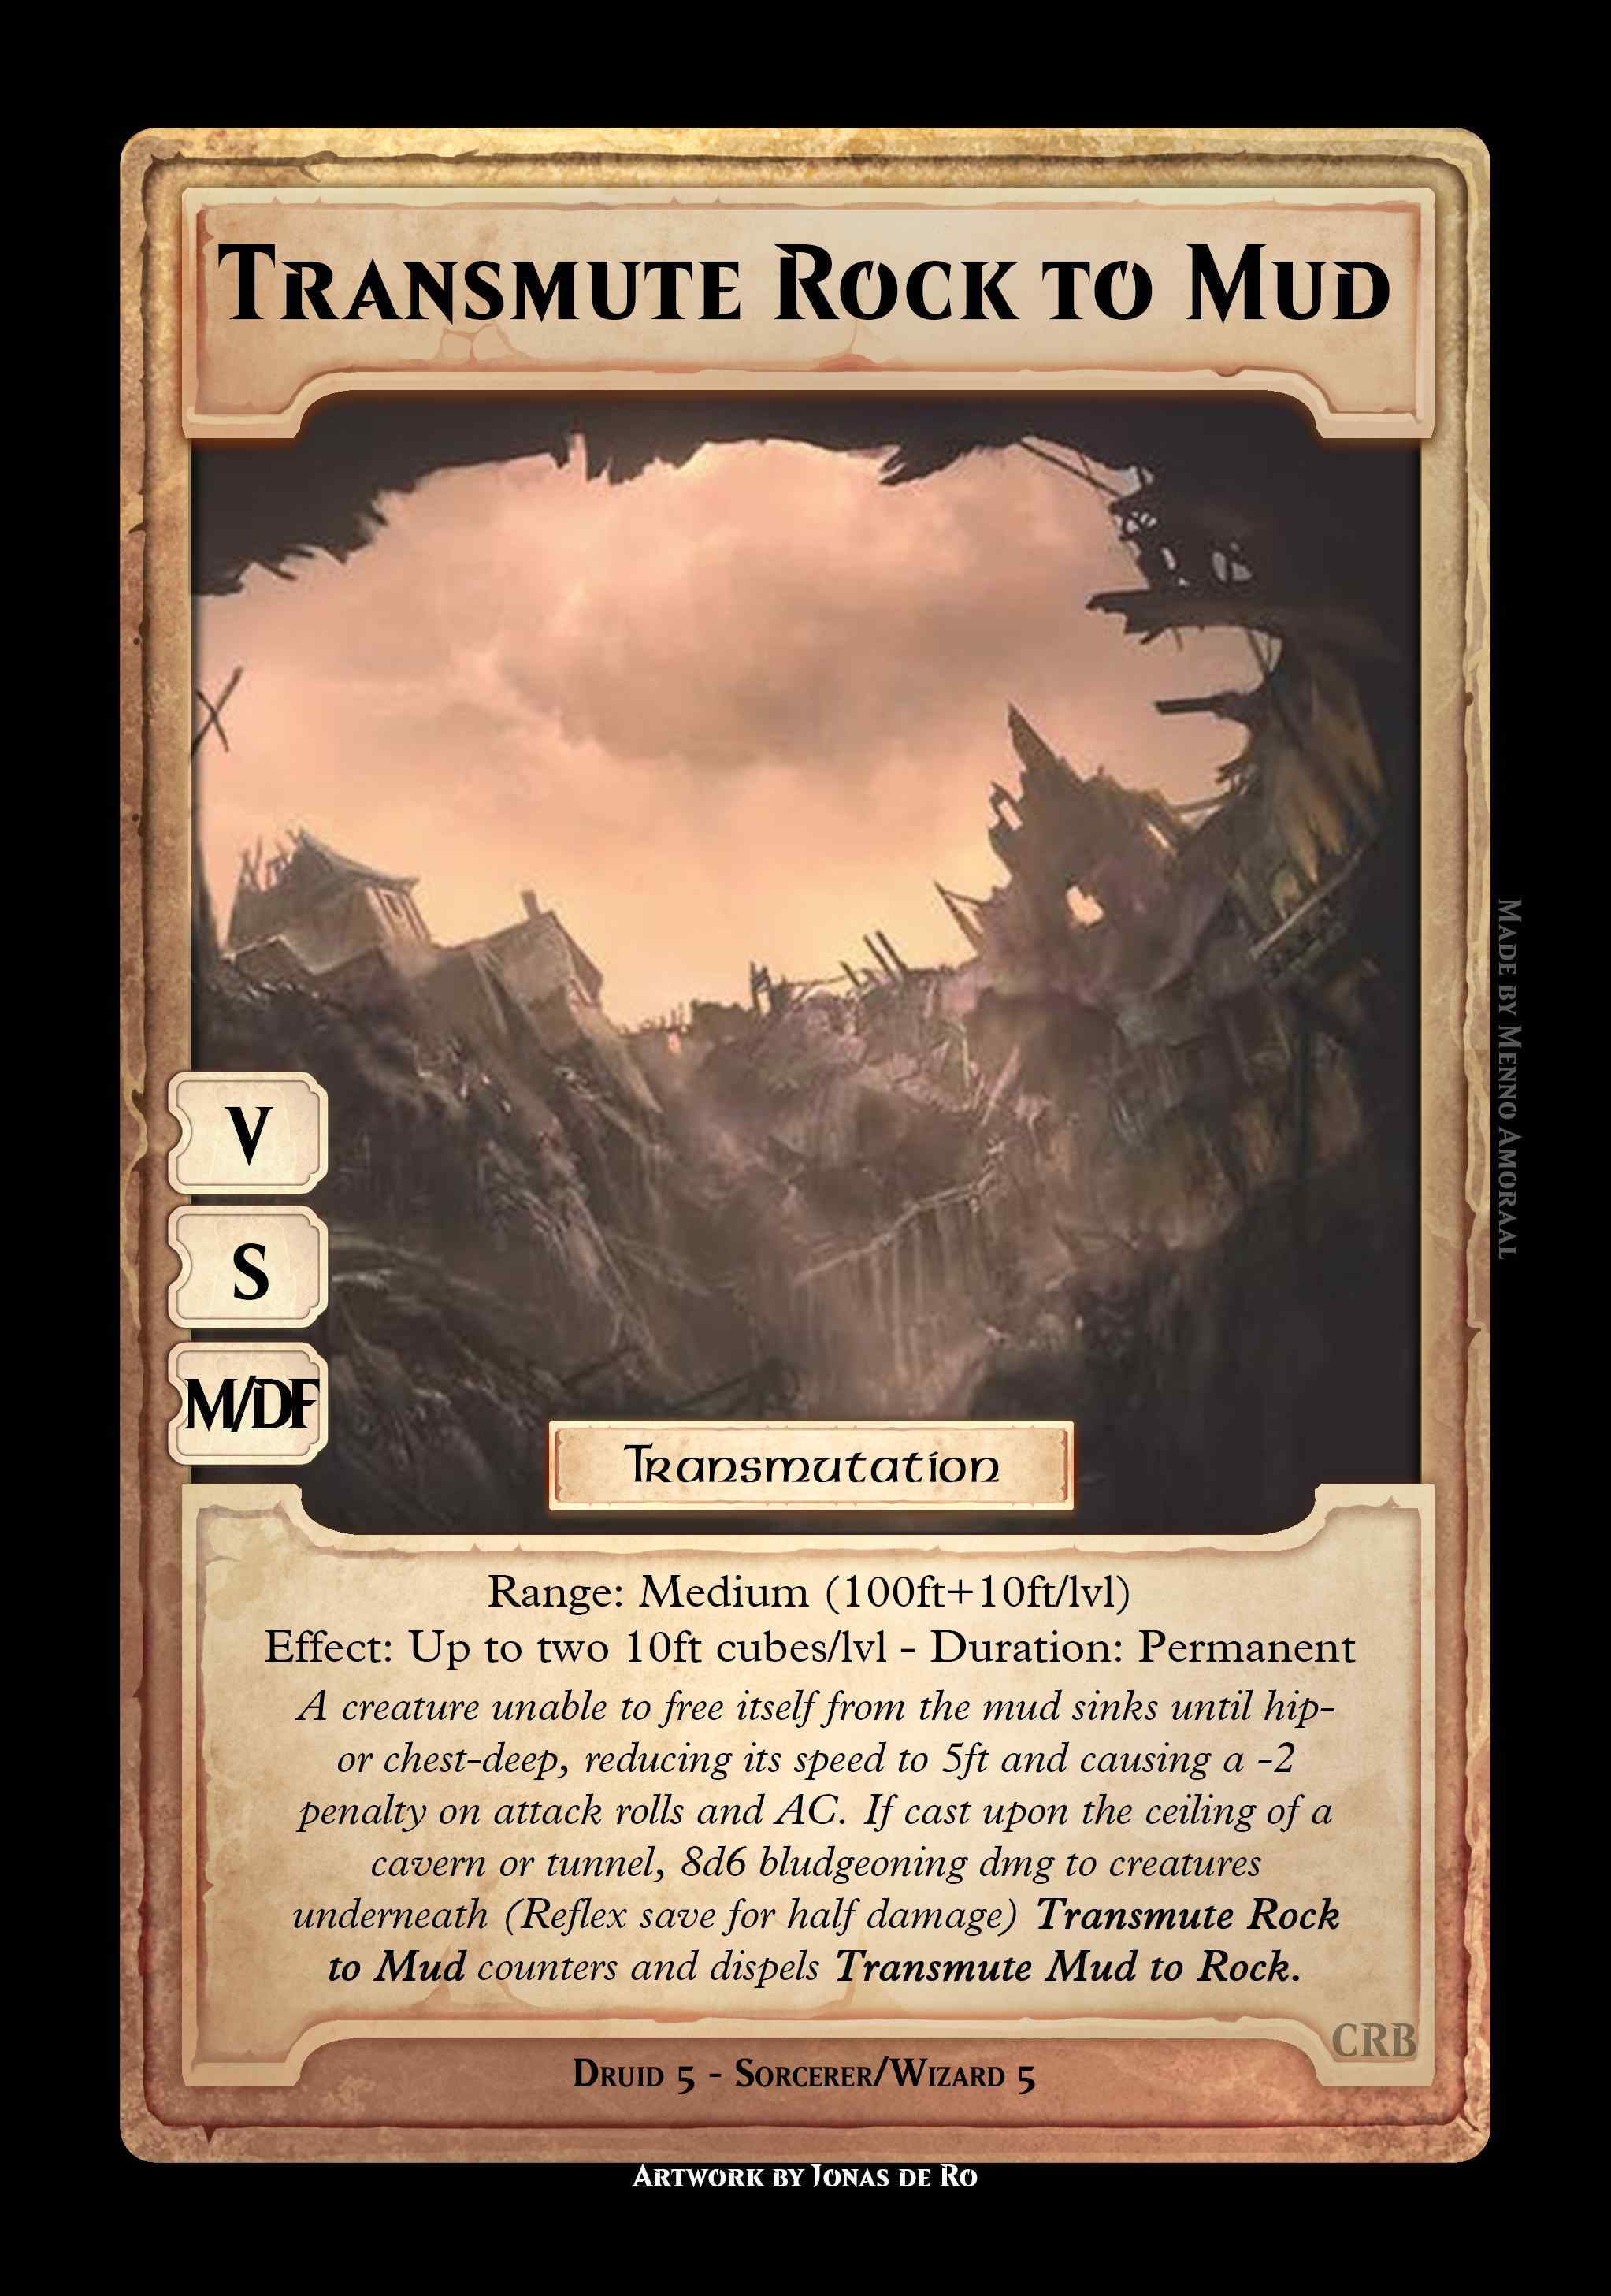 Transmute Rock to Mud
V
S
M/DF
Transmutation
Range: Medium (100ft+10ft/lvl)
Effect: Up to two 10ft cubes/lvl - Duration: Permanent
A creature unable to free itself from the mud sinks until hip-
or chest-deep, reducing its speed to 5ft and causing a -2
penalty on attack rolls and AC. If cast upon the ceiling of a
cavern or tunnel, 8d6 bludgeoning dmg to creatures
underneath (Reflex save for half damage) Transmute Rock
to Mud counters and dispels Transmute Mud to Rock.
CRB
Druid 5 - Sorcerer/Wizard 5
Artwork by Jonas de Ro
Made by Menno Amoraal